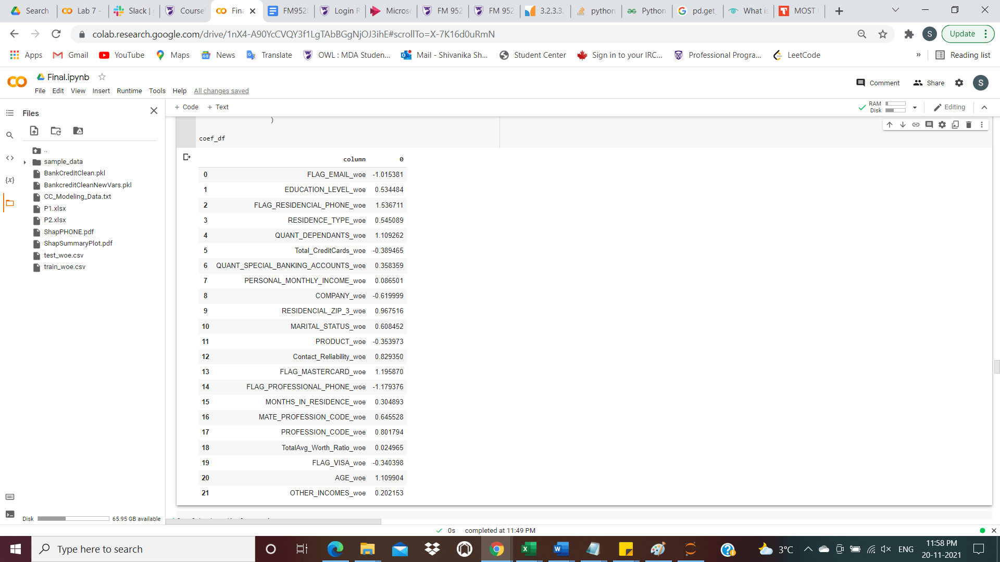 Search
Lab 7 -
Slack |
Course
Fina
FM952
Login R
Micros
FM 952
FM 952
3.2.3.3.
python
Python
pd.get_
What is
MOST
colab.research.google.com/drive/1nX4-A90YcCVQY3f1LgTAbBGgNjOJ3ihE#scrollTo=X-7K16d0uRmN
S
Update
Apps
Gmail
YouTube
Maps
News
Translate
OWL : MDA Studen...
Mail - Shivanika Sh...
Student Center
Sign in to your IRC...
Professional Progra...
LeetCode
»
Reading list
Final.ipynb
Comment
Share
S
File Edit View Insert Runtime Tools Help All changes saved
Files
+ Code + Text
RAM
Disk
Editing
..
sample_data
BankCreditClean.pkl
BankcreditCleanNewVars.pkl
CC_Modeling_Data.txt
P1.xlsx
P2.xlsx
ShapPHONE.pdf
ShapSummaryPlot.pdf
test_woe.csv
train_woe.csv
Disk 65.95 GB available
)
coef_df
column 0
0 FLAG_EMAIL_woe -1.015381
1 EDUCATION_LEVEL_woe 0.534484
2 FLAG_RESIDENCIAL_PHONE_woe 1.536711
3 RESIDENCE_TYPE_woe 0.545089
4 QUANT_DEPENDANTS_woe 1.109262
5 Total_CreditCards_woe -0.389465
6 QUANT_SPECIAL_BANKING_ACCOUNTS_woe 0.358359
7 PERSONAL_MONTHLY_INCOME_woe 0.086501
8 COMPANY_woe -0.619999
9 RESIDENCIAL_ZIP_3_woe 0.967516
10 MARITAL_STATUS_woe 0.608452
11 PRODUCT_woe -0.353973
12 Contact_Reliability_woe 0.829350
13 FLAG_MASTERCARD_woe 1.195870
14 FLAG_PROFESSIONAL_PHONE_woe -1.179376
15 MONTHS_IN_RESIDENCE_woe 0.304893
16 MATE_PROFESSION_CODE_woe 0.645528
17 PROFESSION_CODE_woe 0.801794
18 TotalAvg_Worth_Ratio_woe 0.024965
19 FLAG_VISA_woe -0.340398
20 AGE_woe 1.109904
21 OTHER_INCOMES_woe 0.202153
0s completed at 11:49 PM
Type here to search
3°C
ENG
11:58 PM
20-11-2021